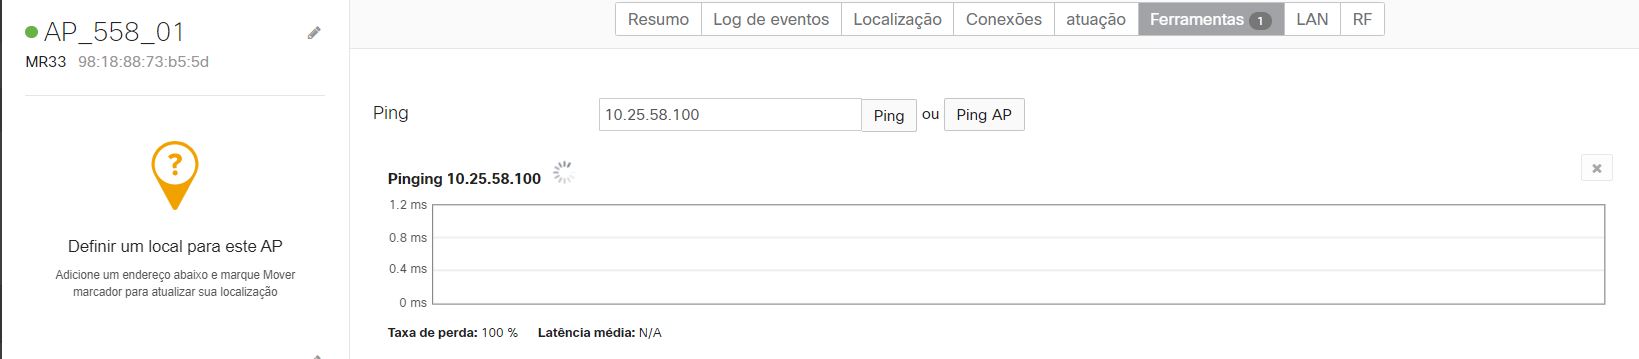 AP_558_01
MR33 98:18:88:73:b5:5d
?
Definir um local para este AP
Adicione um endereço abaixo e marque Mover
marcador para atualizar sua localização
Resumo Log de eventos Localização Conexões atuação Ferramentas 1 LAN RF
Ping 10.25.58.100 Ping ou Ping AP
Pinging 10.25.58.100
1.2 ms
0.8 ms
0.4 ms
0 ms
Taxa de perda: 100 % Latência média: N/A